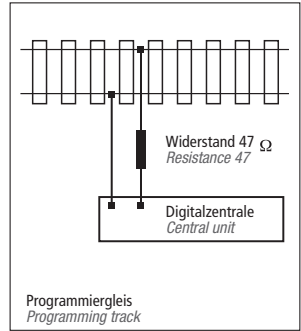 Widerstand 47 Ω
Resistance 47
Digitalzentrale
Central unit
Programmiergleis
Programming track